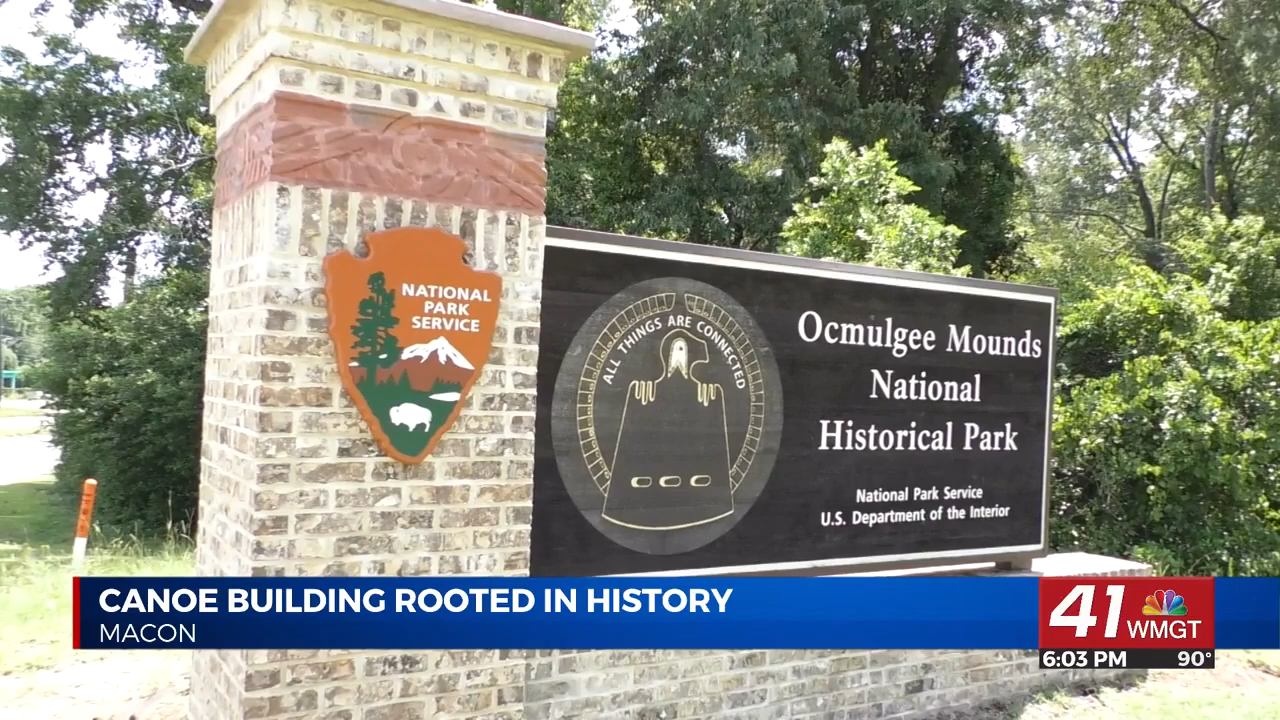 NATIONAL
PARK
SERVICE
ALL THINGS ARE CONNECTED
Ocmulgee Mounds
National
Historical Park
National Park Service
U.S. Department of the Interior
CANOE BUILDING ROOTED IN HISTORY
MACON
41
WMGT
6:03 PM 90°